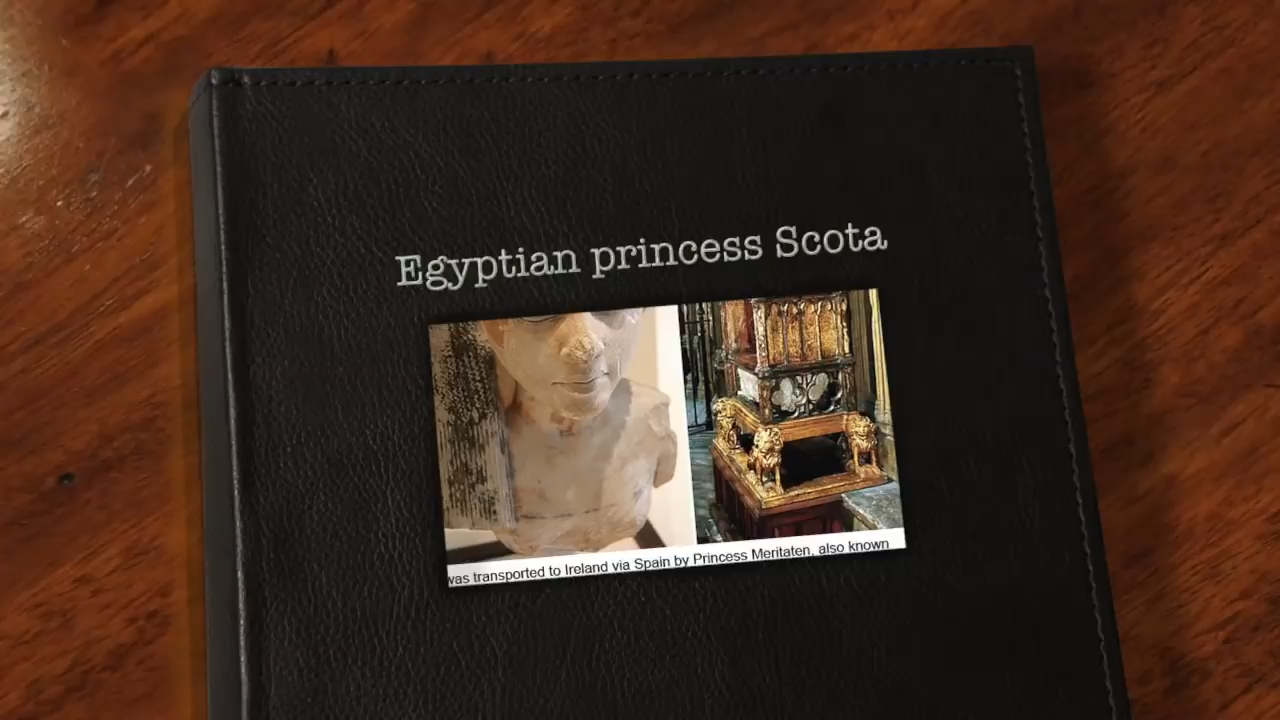 Egyptian princess Scota
was transported to Ireland via Spain by Princess Meritaten, also known